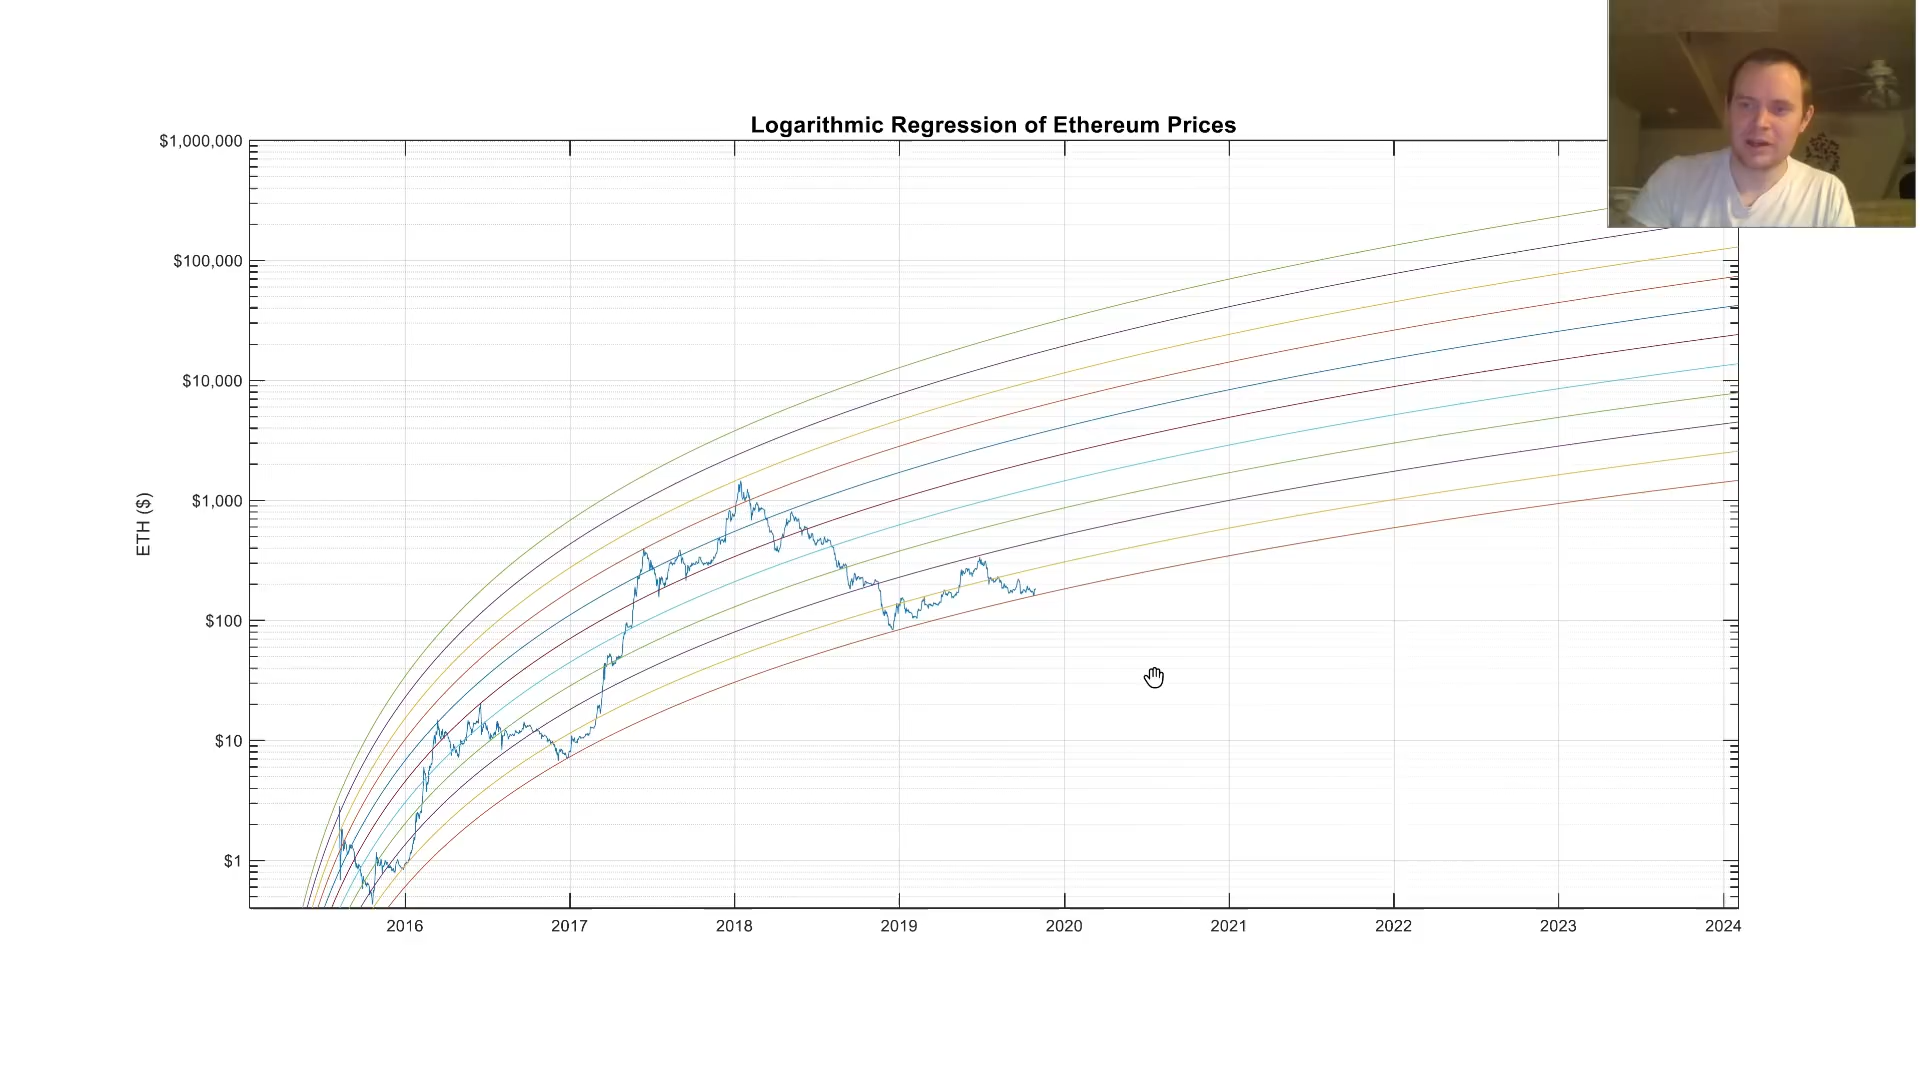 Logarithmic Regression of Ethereum Prices
$1,000,000
$100,000
$10,000
$1,000
$100
$10
$1
ETH ($)
2016 2017 2018 2019 2020 2021 2022 2023 2024